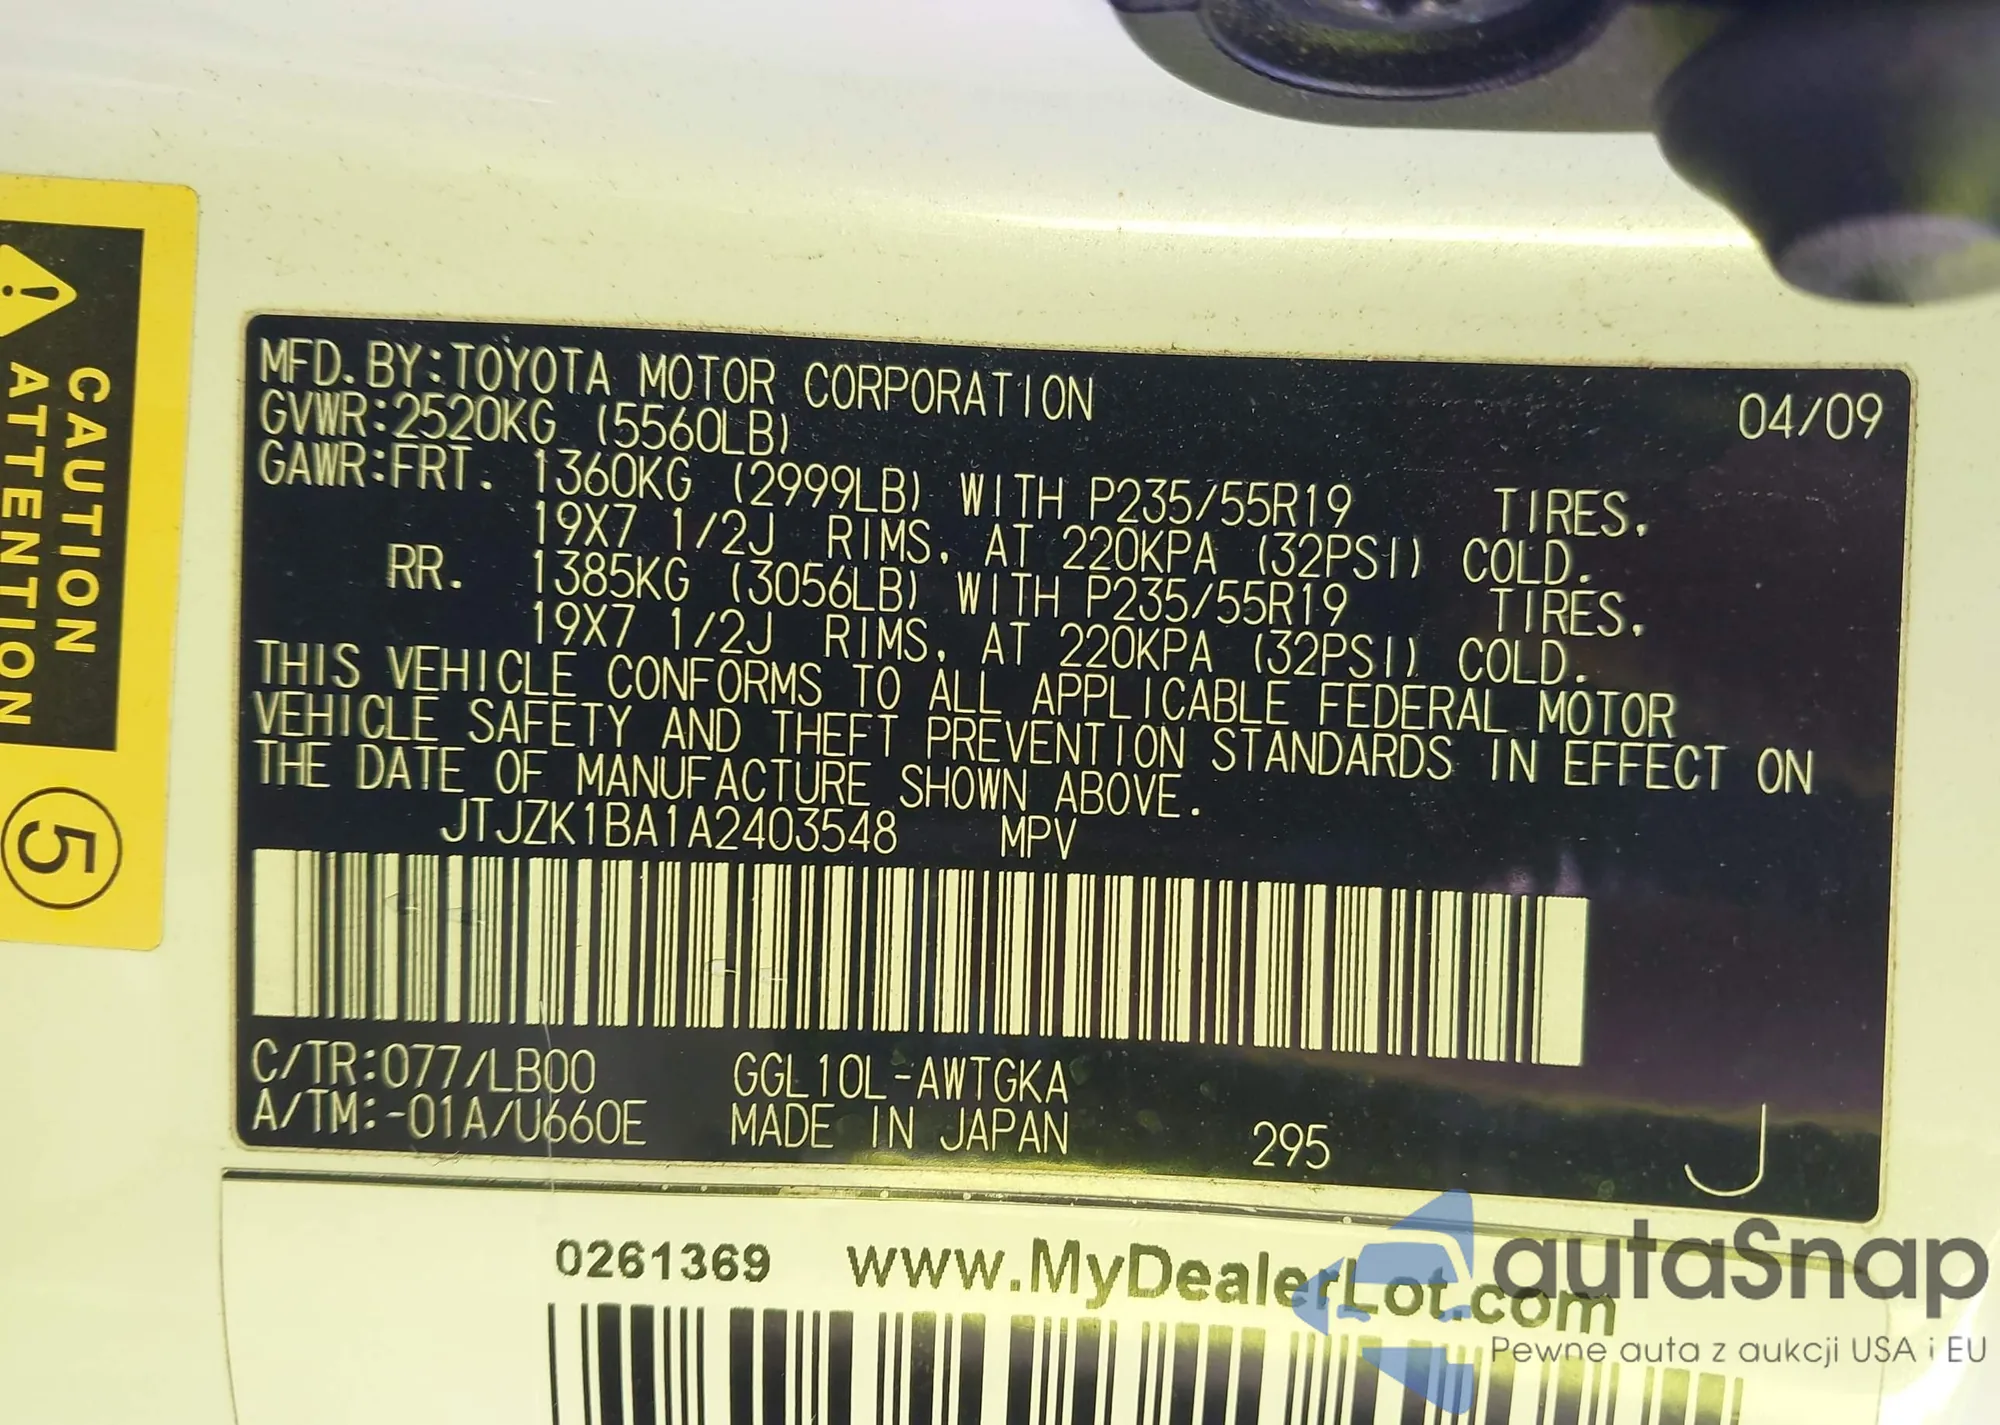 MFD.BY:TOYOTA MOTOR CORPORATION 04/09
GVWR:2520KG (5560LB)
GAWR:FRT. 1360KG (2999LB) WITH P235/55R19 TIRES,
19X7 1/2J RIMS, AT 220KPA (32PSI) COLD.
RR. 1385KG (3056LB) WITH P235/55R19 TIRES,
19X7 1/2J RIMS, AT 220KPA (32PSI) COLD.
THIS VEHICLE CONFORMS TO ALL APPLICABLE FEDERAL MOTOR
VEHICLE SAFETY AND THEFT PREVENTION STANDARDS IN EFFECT ON
THE DATE OF MANUFACTURE SHOWN ABOVE.
JTJZK1BA1A2403548 MPV
C/TR:077/LB00 GGL10L-AWTGKA
A/TM:-01A/U660E MADE IN JAPAN 295 J
CAUTION
ATTENTION
5
0261369 www.MyDealerLot.com
autaSnap
Pewne auta z aukcji USA i EU